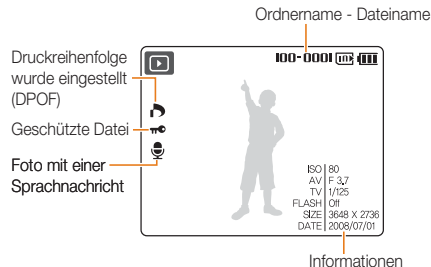 Ordnername - Dateiname
Druckreihenfolge
wurde eingestellt
(DPOF)
Geschützte Datei
Foto mit einer
Sprachnachricht
100-0001 IN
ISO 80
AV F 3,7
TV 1/125
FLASH Off
SIZE 3648 X 2736
DATE 2008/07/01
Informationen